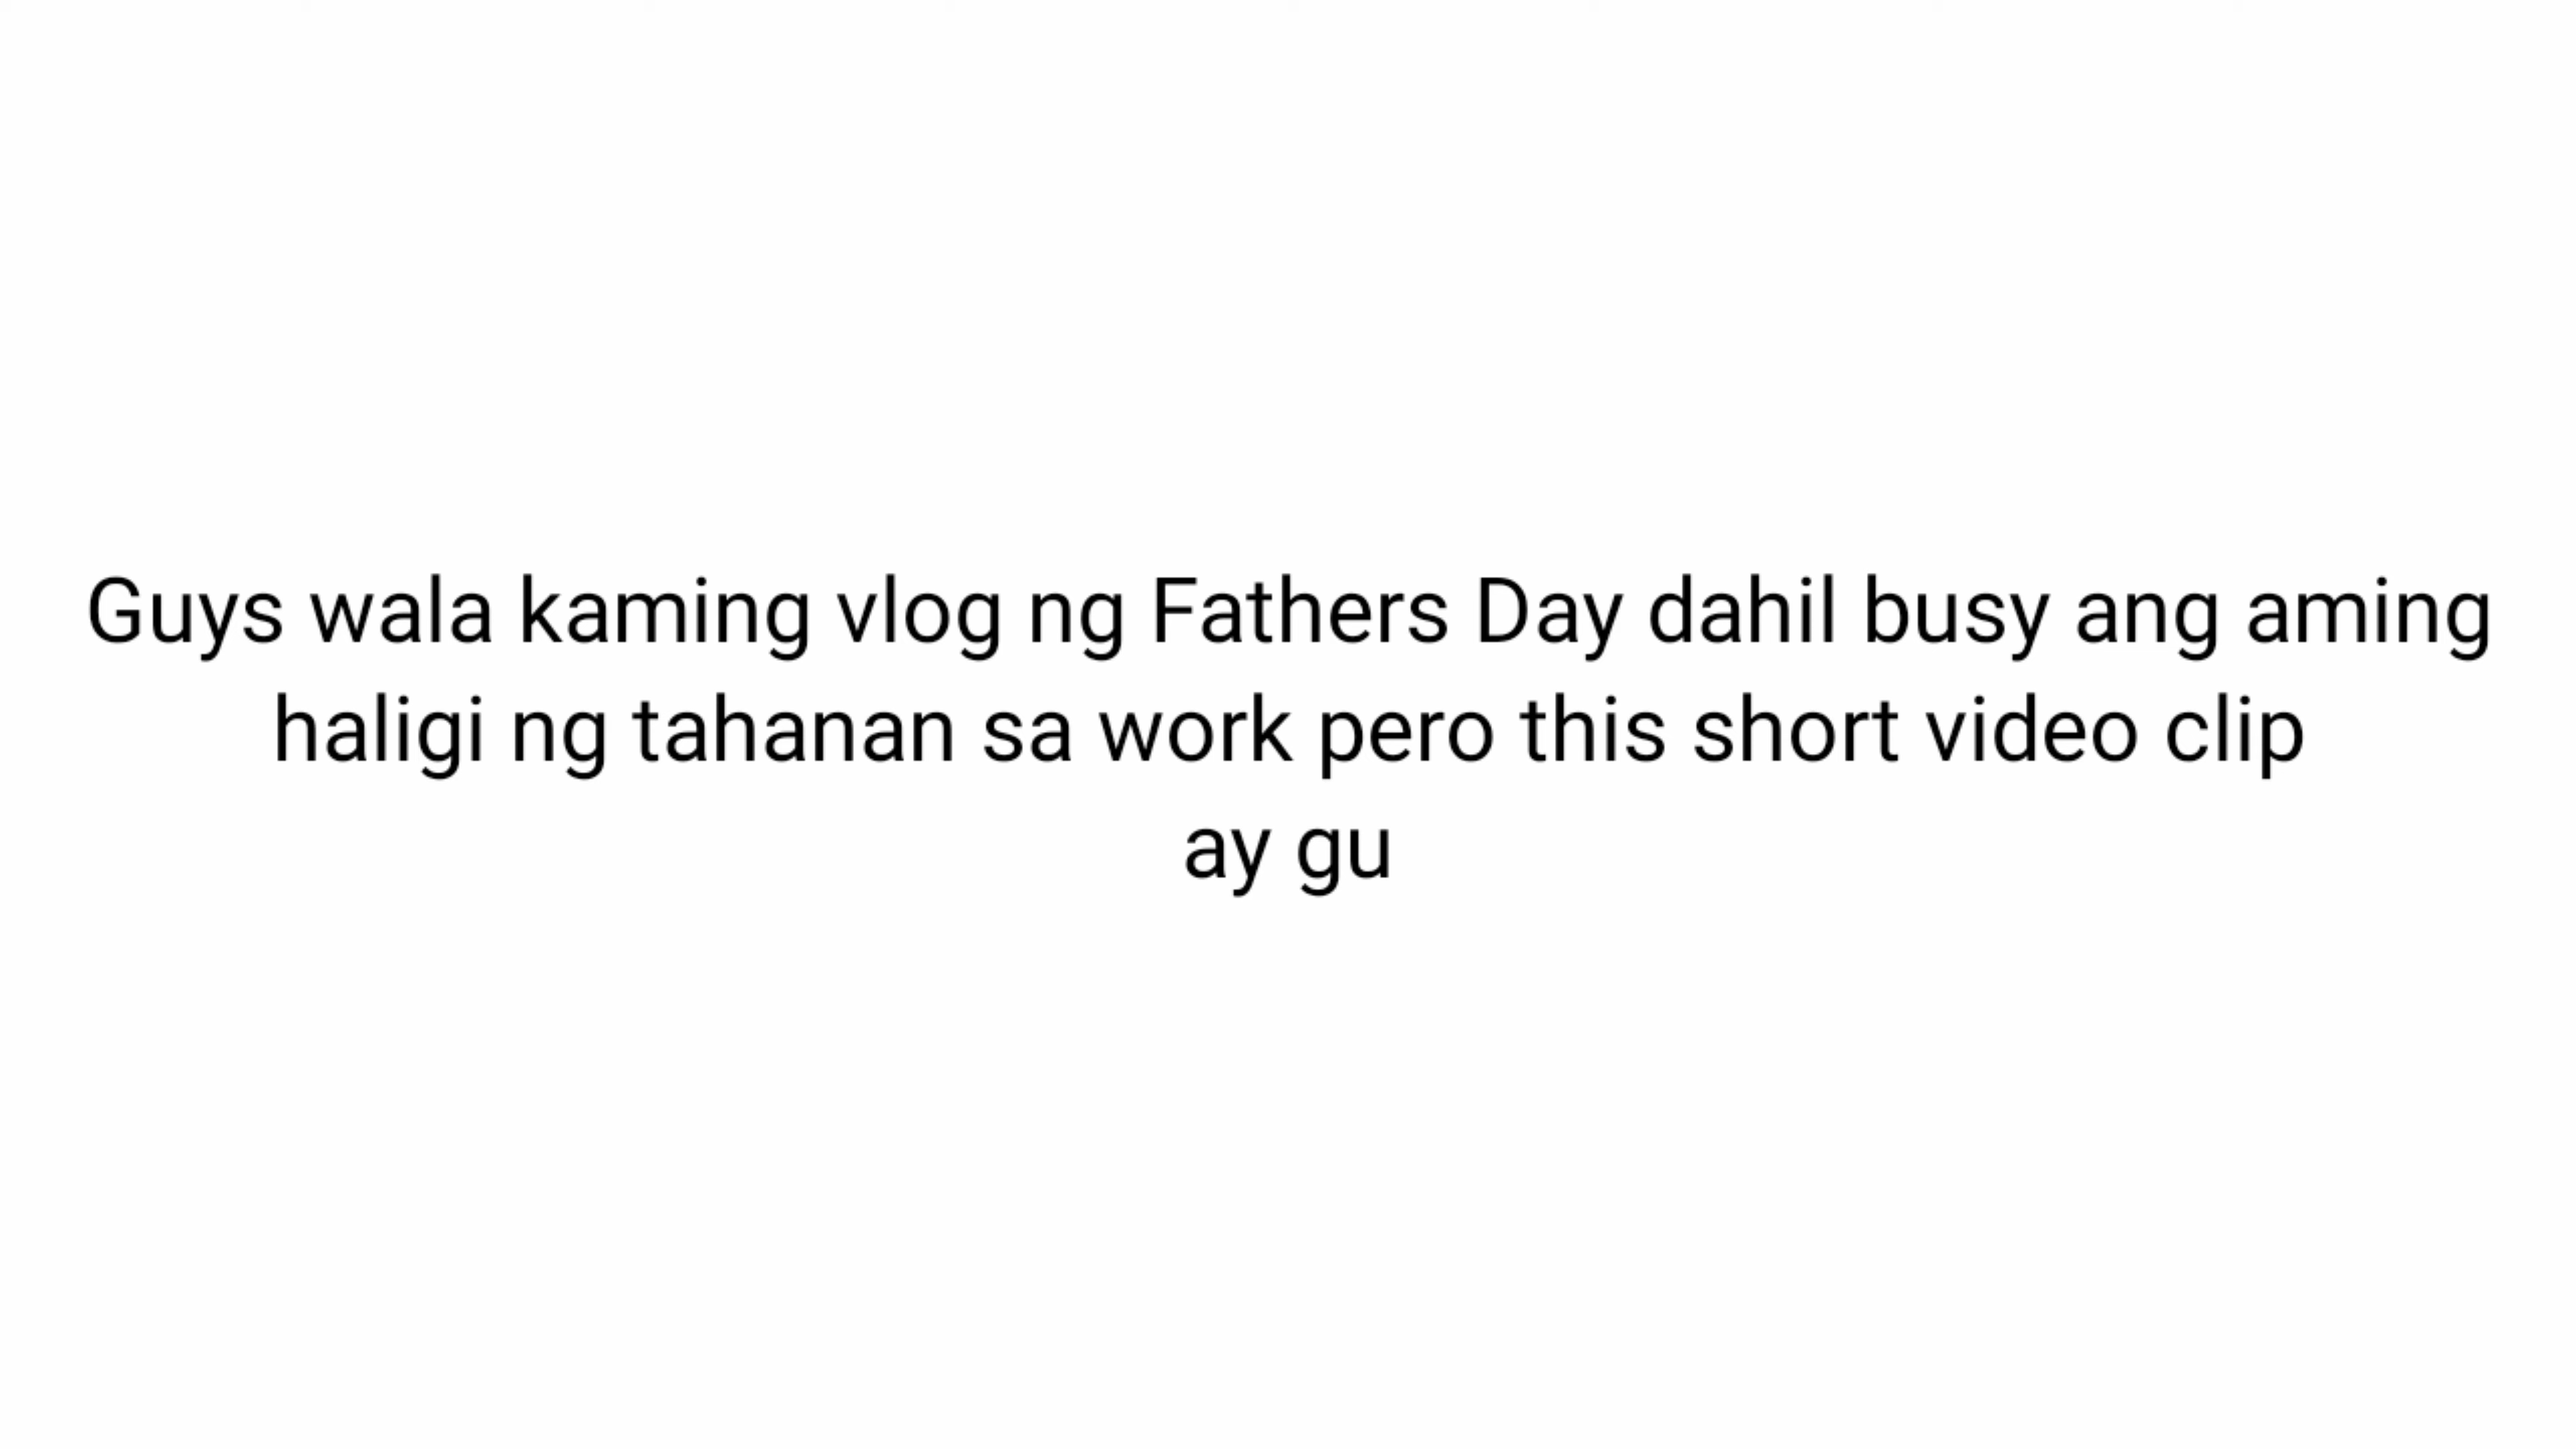 Guys wala kaming vlog ng Fathers Day dahil busy ang aming
haligi ng tahanan sa work pero this short video clip
ay gu